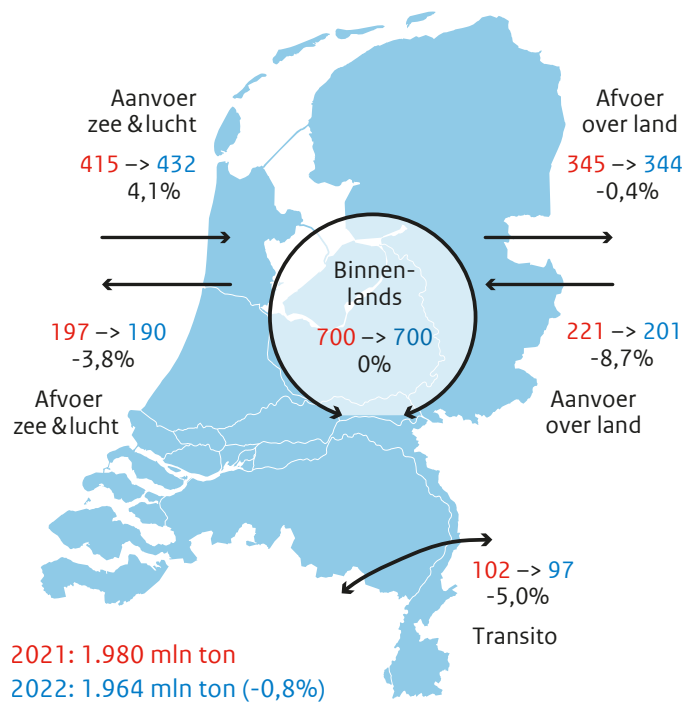 Aanvoer
zee & lucht
415 –> 432
4,1%
Afvoer
over land
345 –> 344
-0,4%
Binnen-
lands
700 –> 700
0%
197 –> 190
-3,8%
Afvoer
zee & lucht
221 –> 201
-8,7%
Aanvoer
over land
102 –> 97
-5,0%
Transito
2021: 1.980 mln ton
2022: 1.964 mln ton (-0,8%)